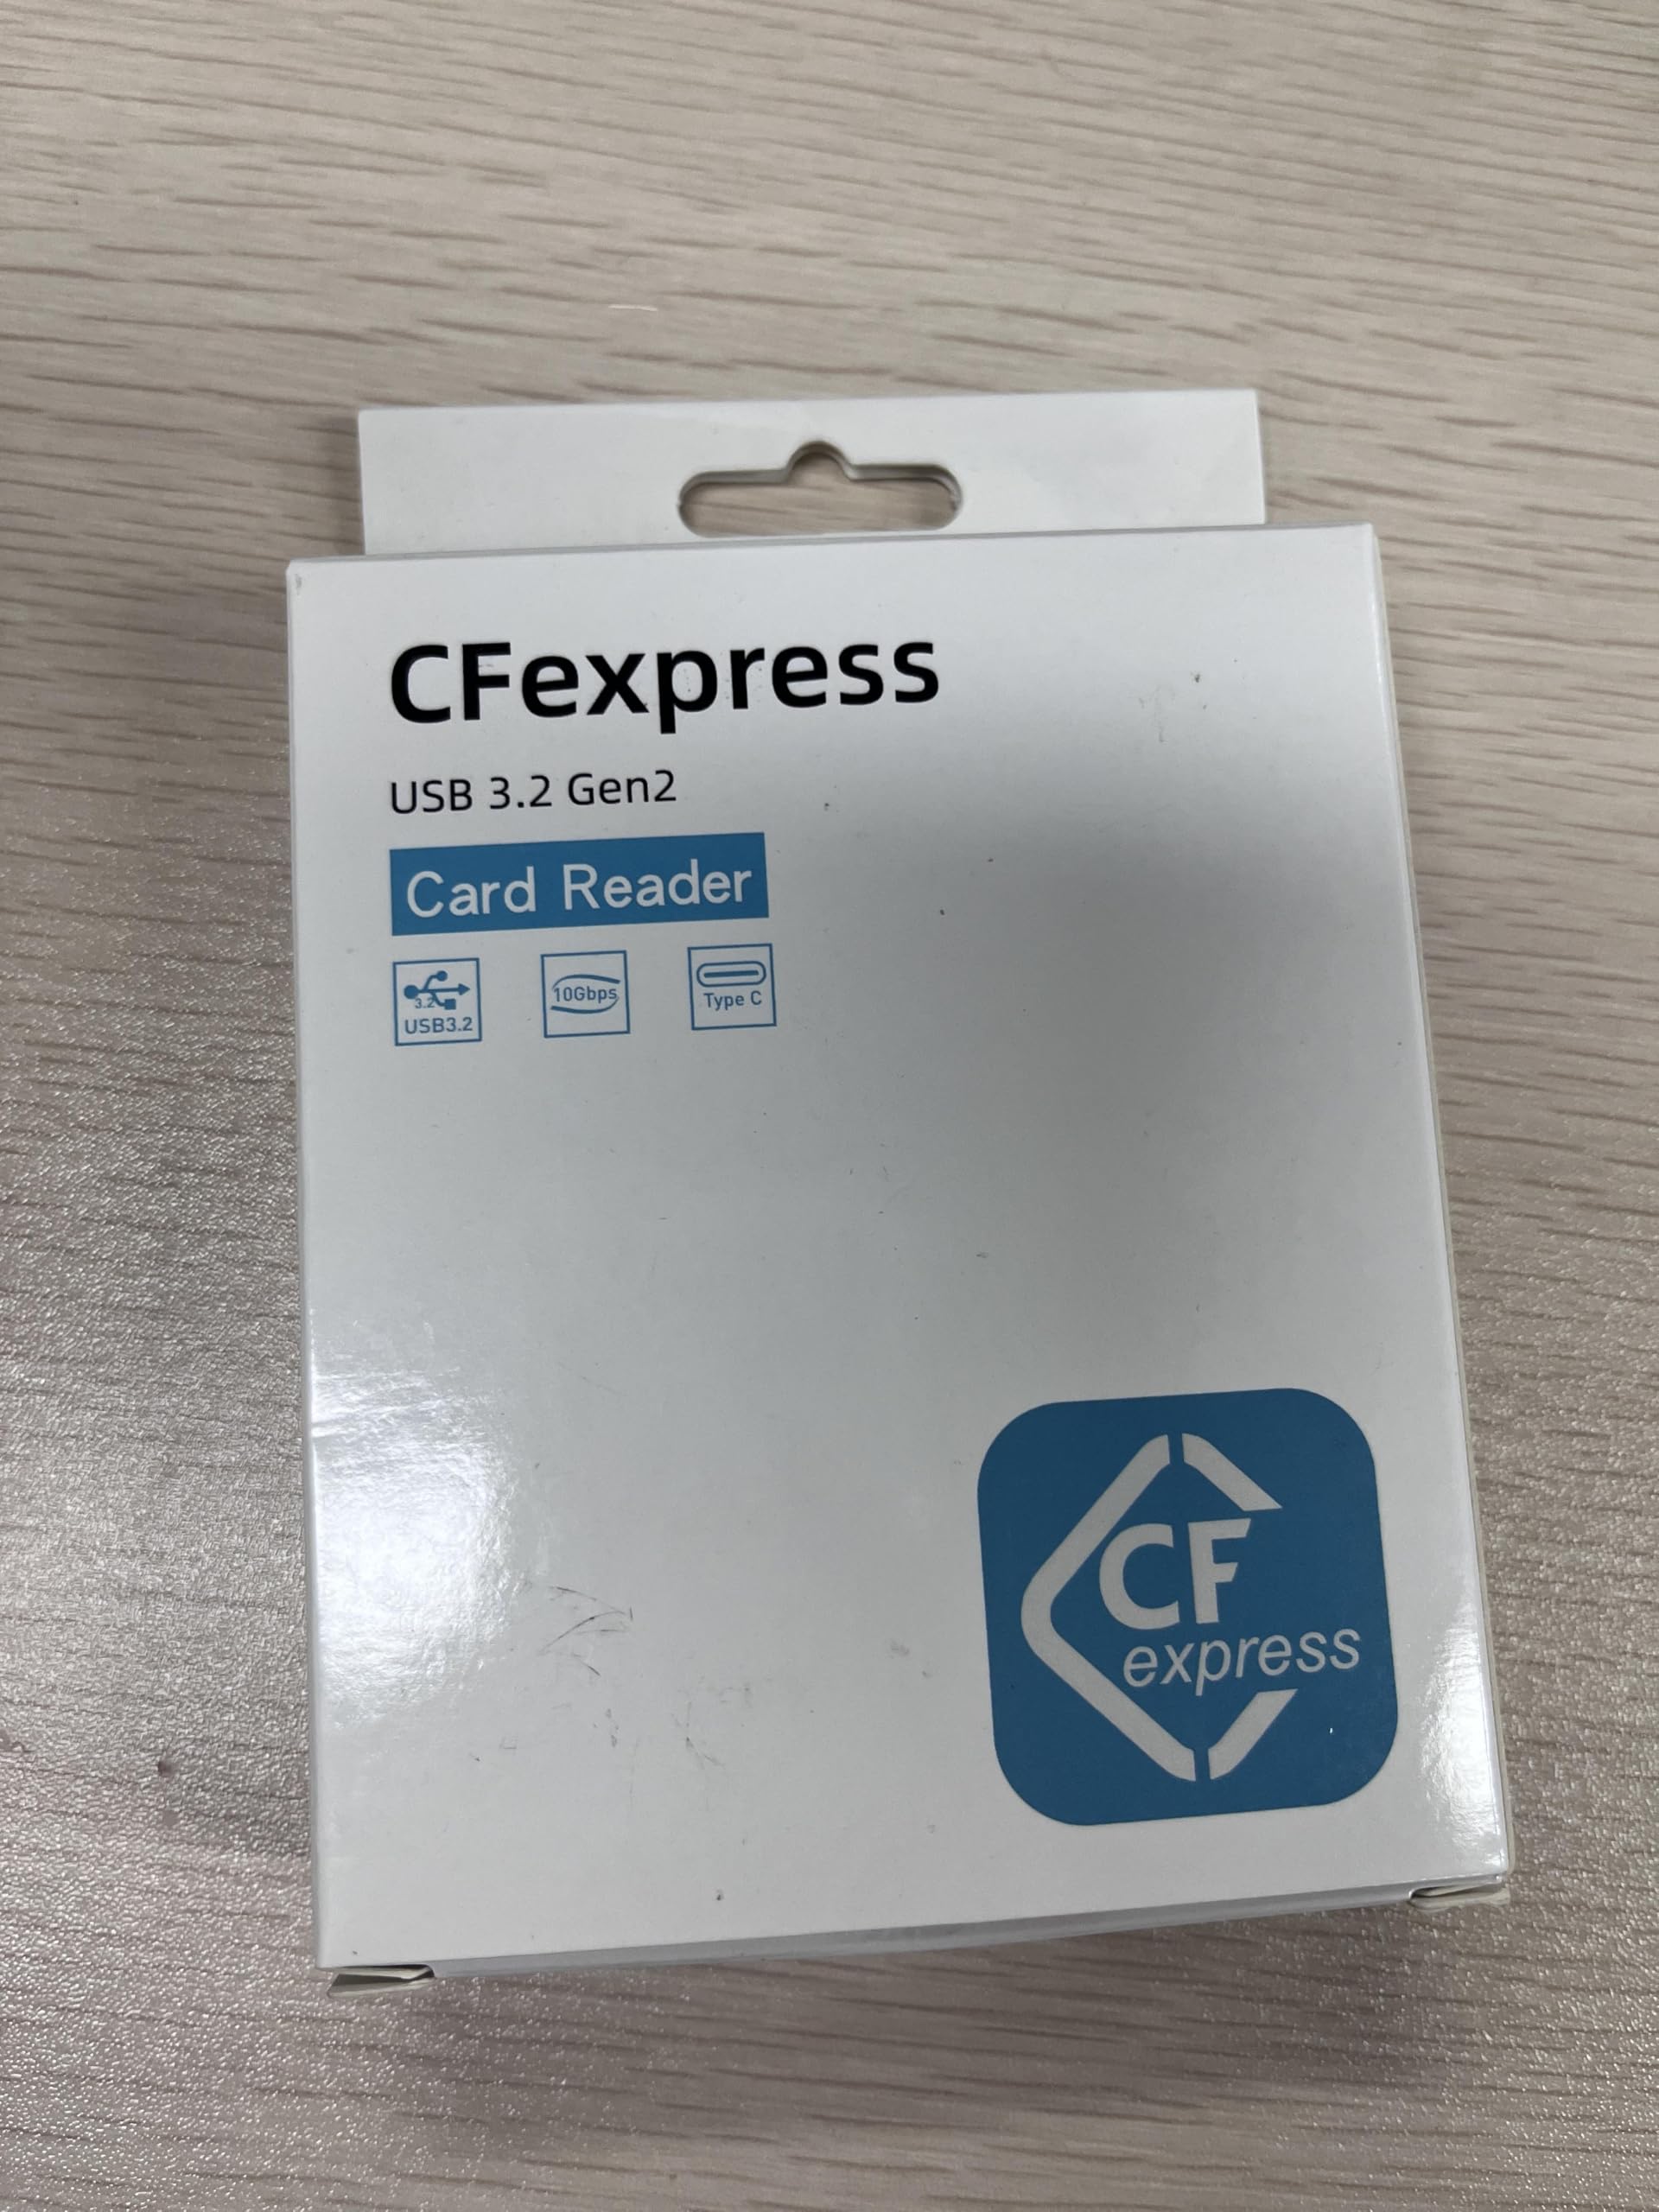 CFexpress
USB 3.2 Gen2
Card Reader
3.2
USB3.2
10Gbps
Type C
CF
express